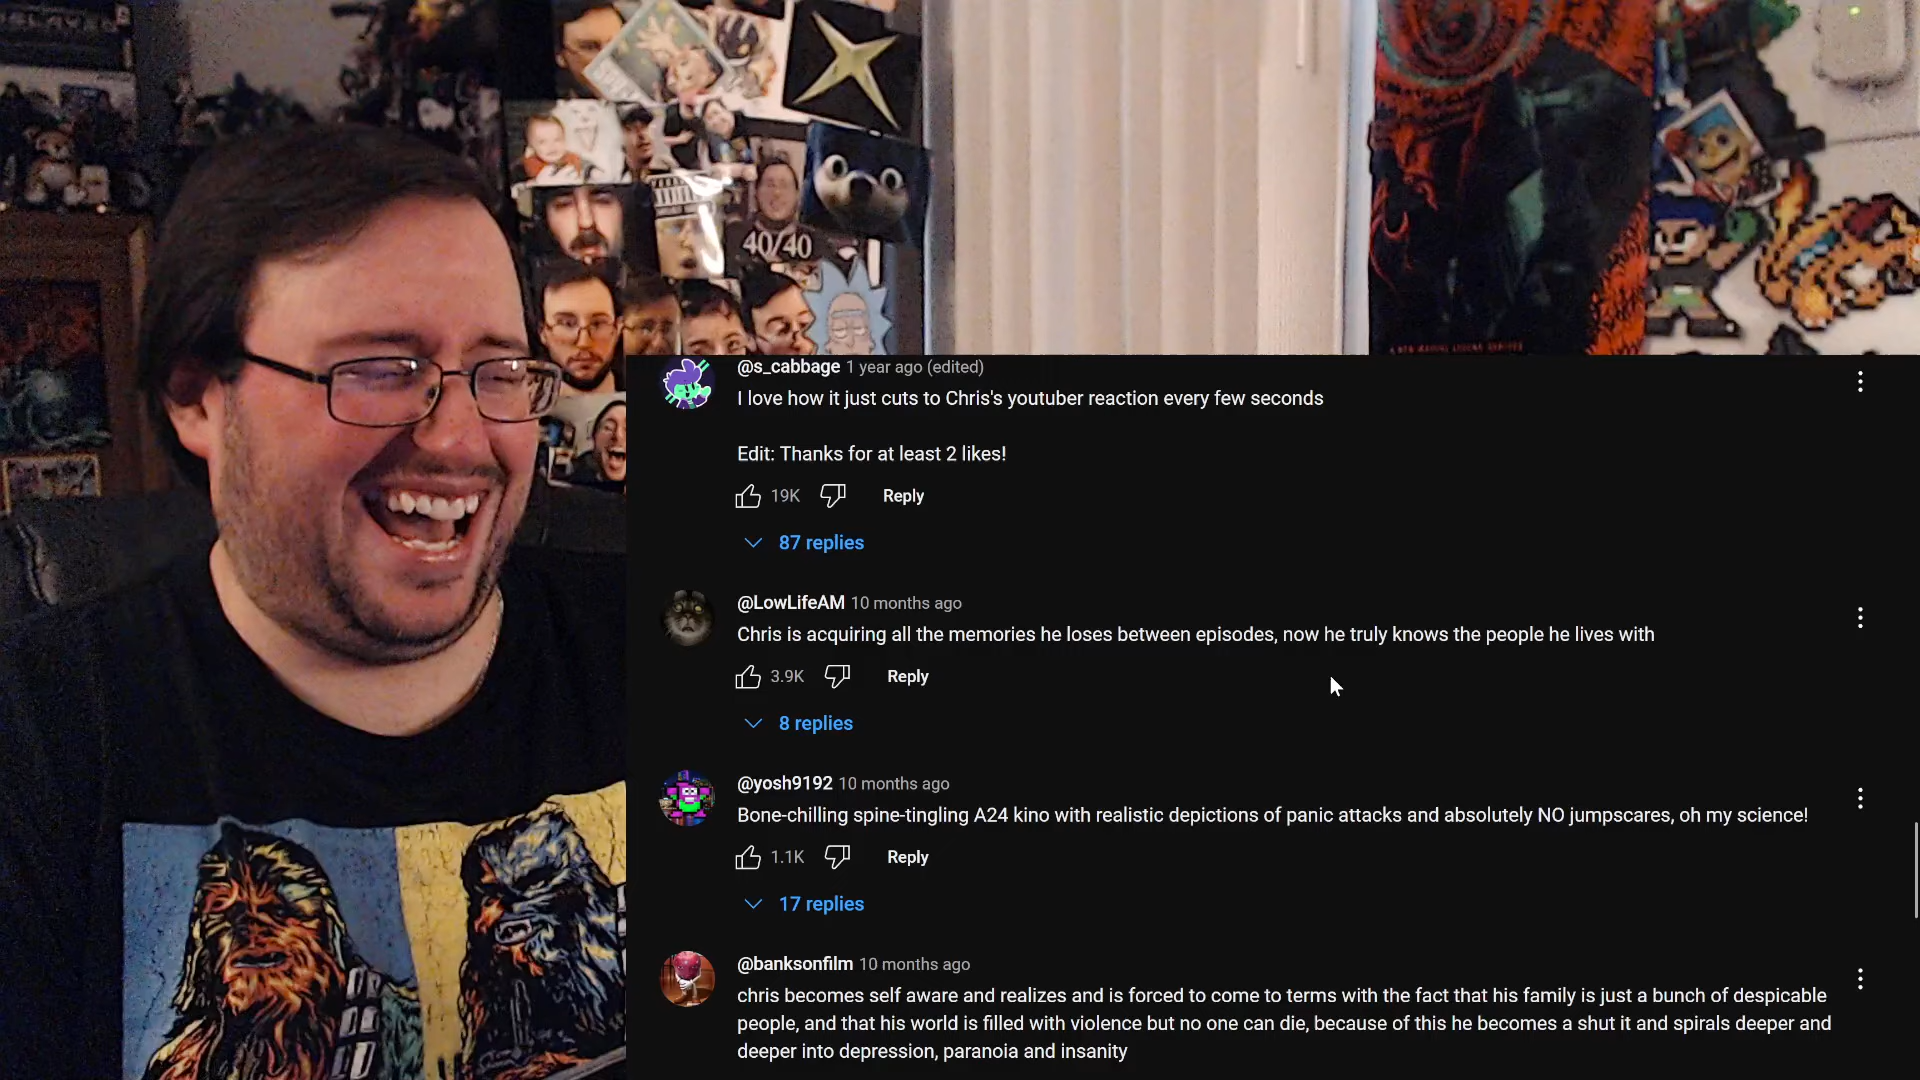 40/40
@s_cabbage 1 year ago (edited)
I love how it just cuts to Chris's youtuber reaction every few seconds
Edit: Thanks for at least 2 likes!
19K Reply
87 replies
@LowLifeAM 10 months ago
Chris is acquiring all the memories he loses between episodes, now he truly knows the people he lives with
3.9K Reply
8 replies
@yosh9192 10 months ago
Bone-chilling spine-tingling A24 kino with realistic depictions of panic attacks and absolutely NO jumpscares, oh my science!
1.1K Reply
17 replies
@banksonfilm 10 months ago
chris becomes self aware and realizes and is forced to come to terms with the fact that his family is just a bunch of despicable
people, and that his world is filled with violence but no one can die, because of this he becomes a shut it and spirals deeper and
deeper into depression, paranoia and insanity